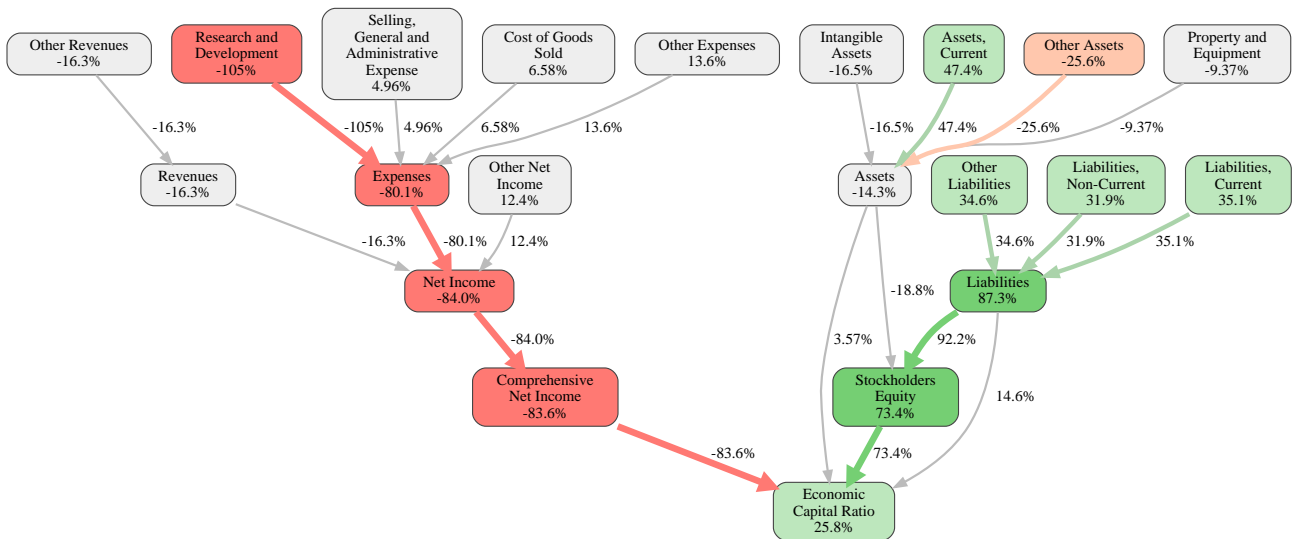 Other Revenues
-16.3%
Research and
Development
-105%
Selling,
General and
Administrative
Expense
4.96%
Cost of Goods
Sold
6.58%
Other Expenses
13.6%
Intangible
Assets
-16.5%
Assets,
Current
47.4%
Other Assets
-25.6%
Property and
Equipment
-9.37%
-16.3%
-105%
4.96%
6.58%
13.6%
-16.5%
47.4%
-25.6%
-9.37%
Revenues
-16.3%
Expenses
-80.1%
Other Net
Income
12.4%
Assets
-14.3%
Other
Liabilities
34.6%
Liabilities,
Non-Current
31.9%
Liabilities,
Current
35.1%
-16.3%
-80.1%
12.4%
34.6%
31.9%
35.1%
Net Income
-84.0%
-18.8%
Liabilities
87.3%
-84.0%
3.57%
92.2%
Comprehensive
Net Income
-83.6%
Stockholders
Equity
73.4%
14.6%
-83.6%
73.4%
Economic
Capital Ratio
25.8%